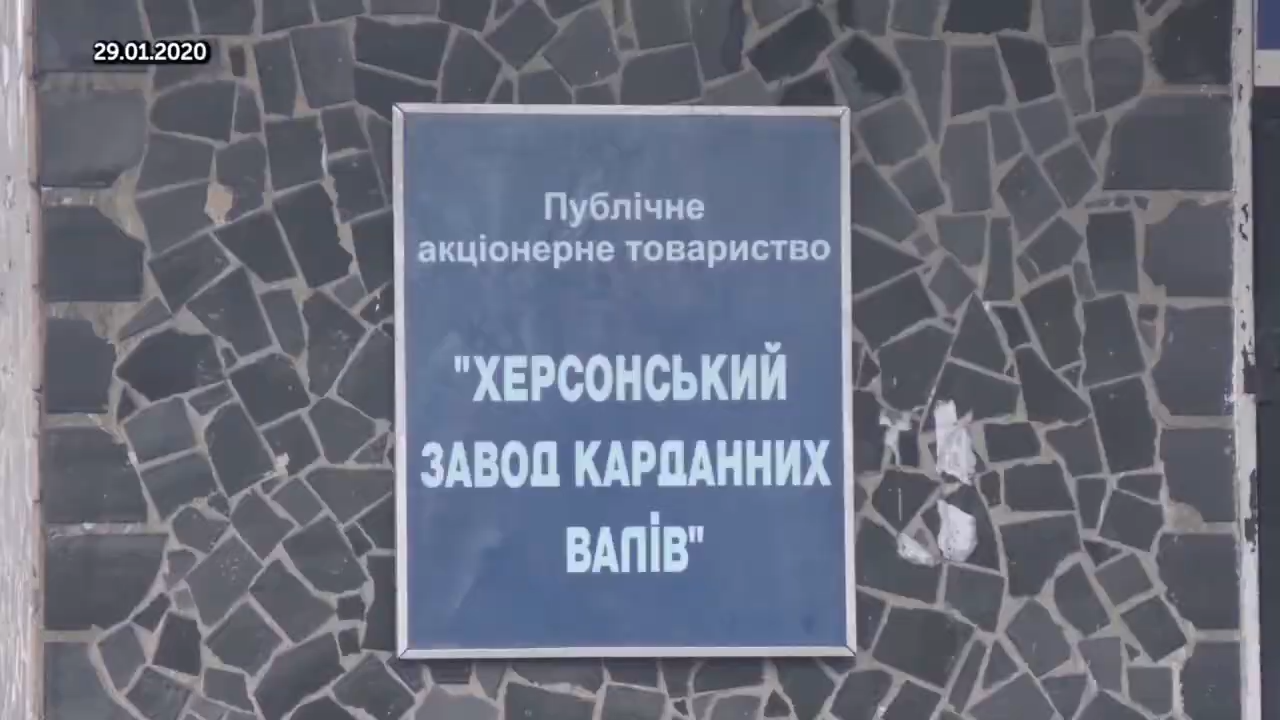 29.01.2020
Публічне
акціонерне товариство
"ХЕРСОНСЬКИЙ
ЗАВОД КАРДАННИХ
ВАЛІВ"